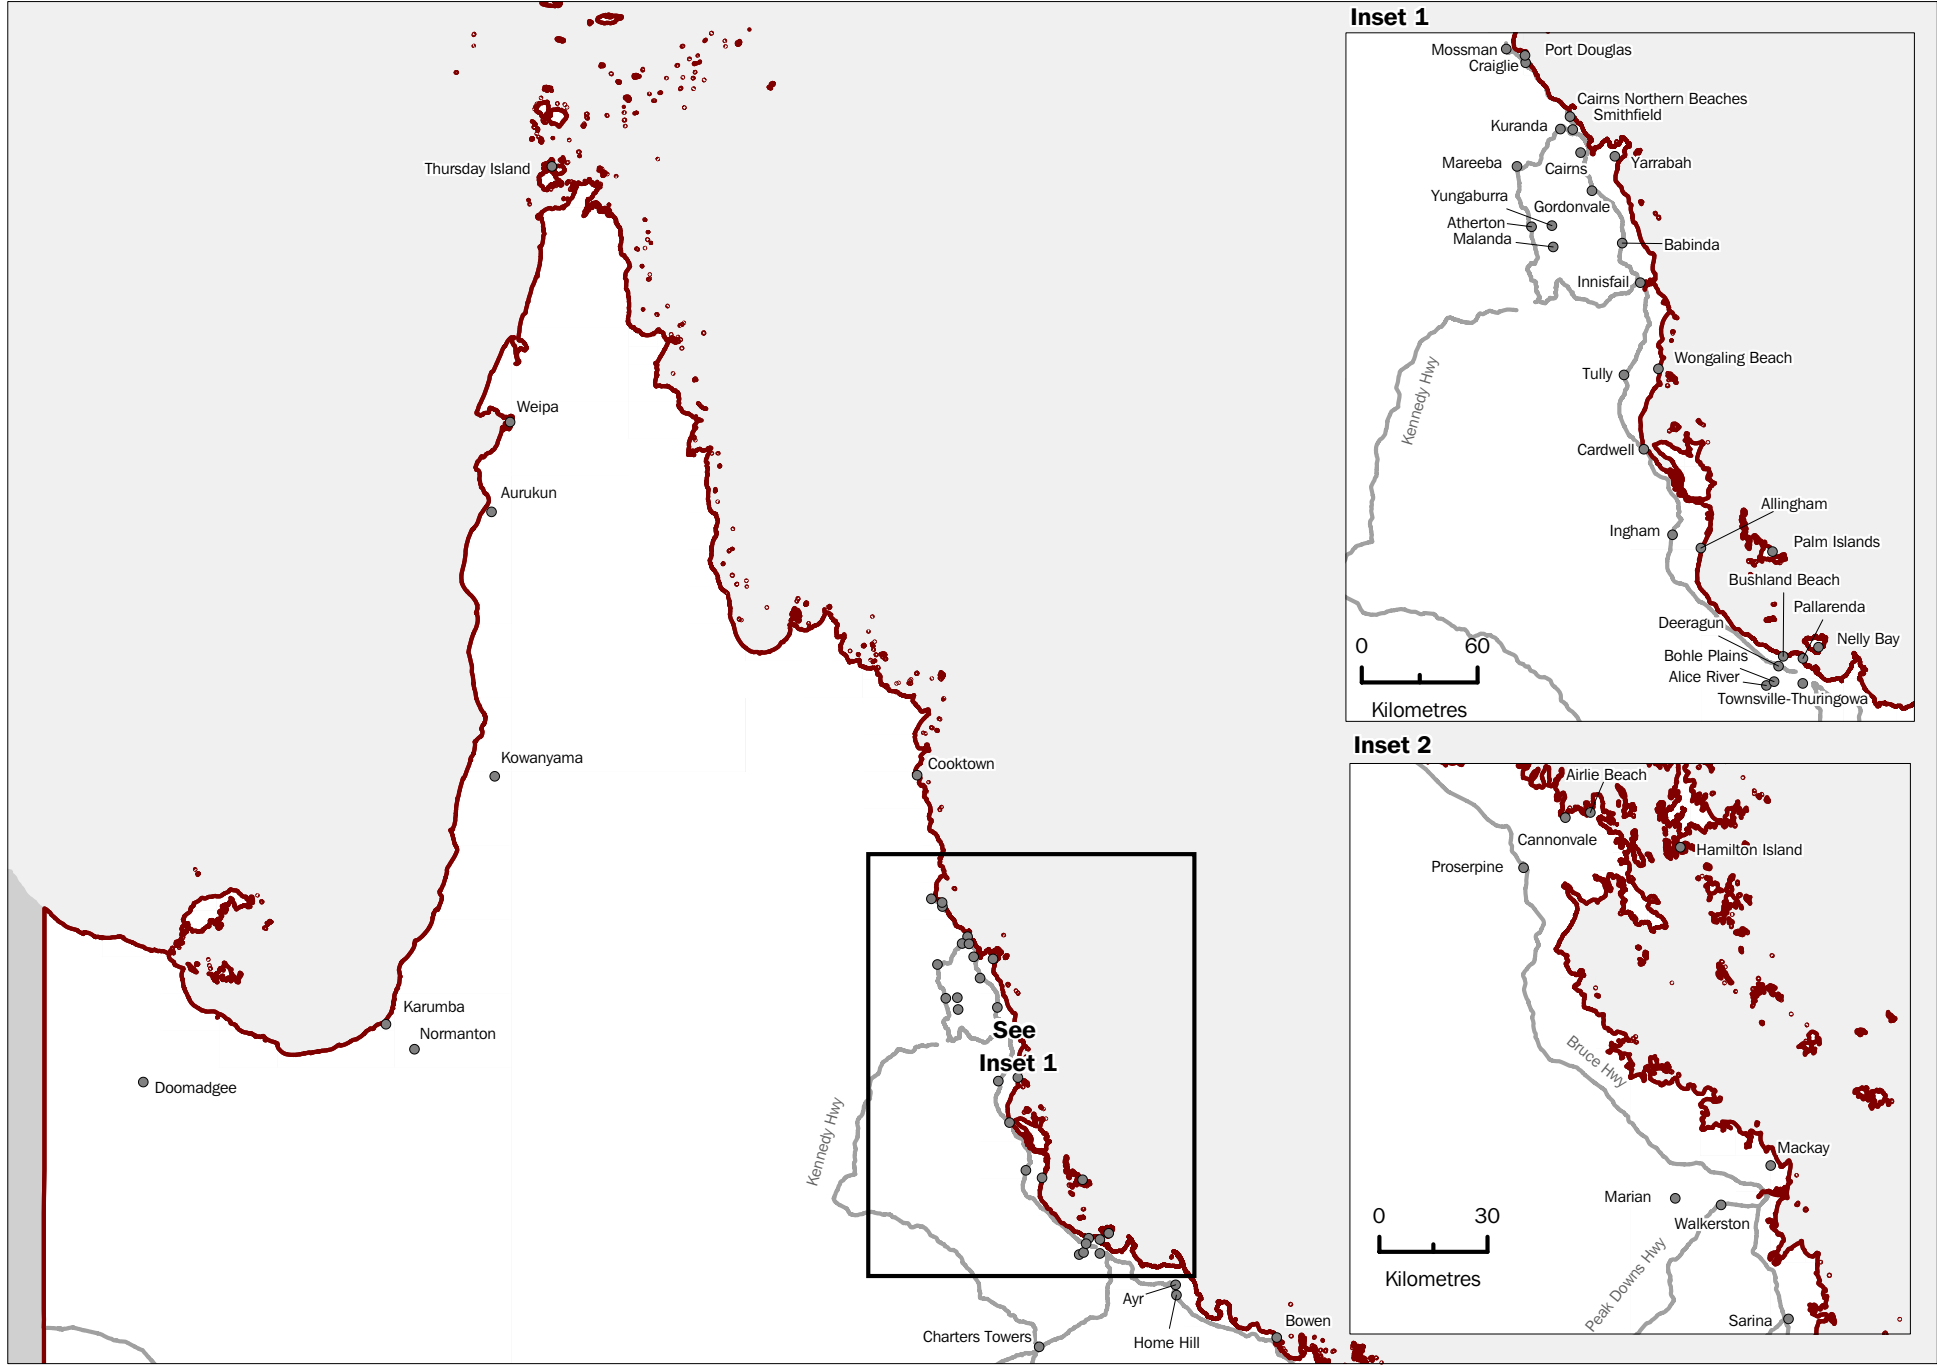 Thursday Island
Weipa
Aurukun
Kowanyama
Cooktown
Karumba
Normanton
Doomadgee
See
Inset 1
Kennedy Hwy
Ayr
Home Hill
Charters Towers
Bowen
Inset 1
Mossman
Port Douglas
Craiglie
Cairns Northern Beaches
Smithfield
Kuranda
Mareeba
Cairns
Yarrabah
Yungaburra
Gordonvale
Atherton
Malanda
Babinda
Innisfail
Kennedy Hwy
Wongaling Beach
Tully
Cardwell
Allingham
Ingham
Palm Islands
Bushland Beach
Pallarenda
Deeragun
Nelly Bay
Bohle Plains
Alice River
Townsville-Thuringowa
0 60
Kilometres
Inset 2
Airlie Beach
Cannonvale
Hamilton Island
Proserpine
Bruce Hwy
Mackay
Marian
Walkerston
Peak Downs Hwy
Sarina
0 30
Kilometres